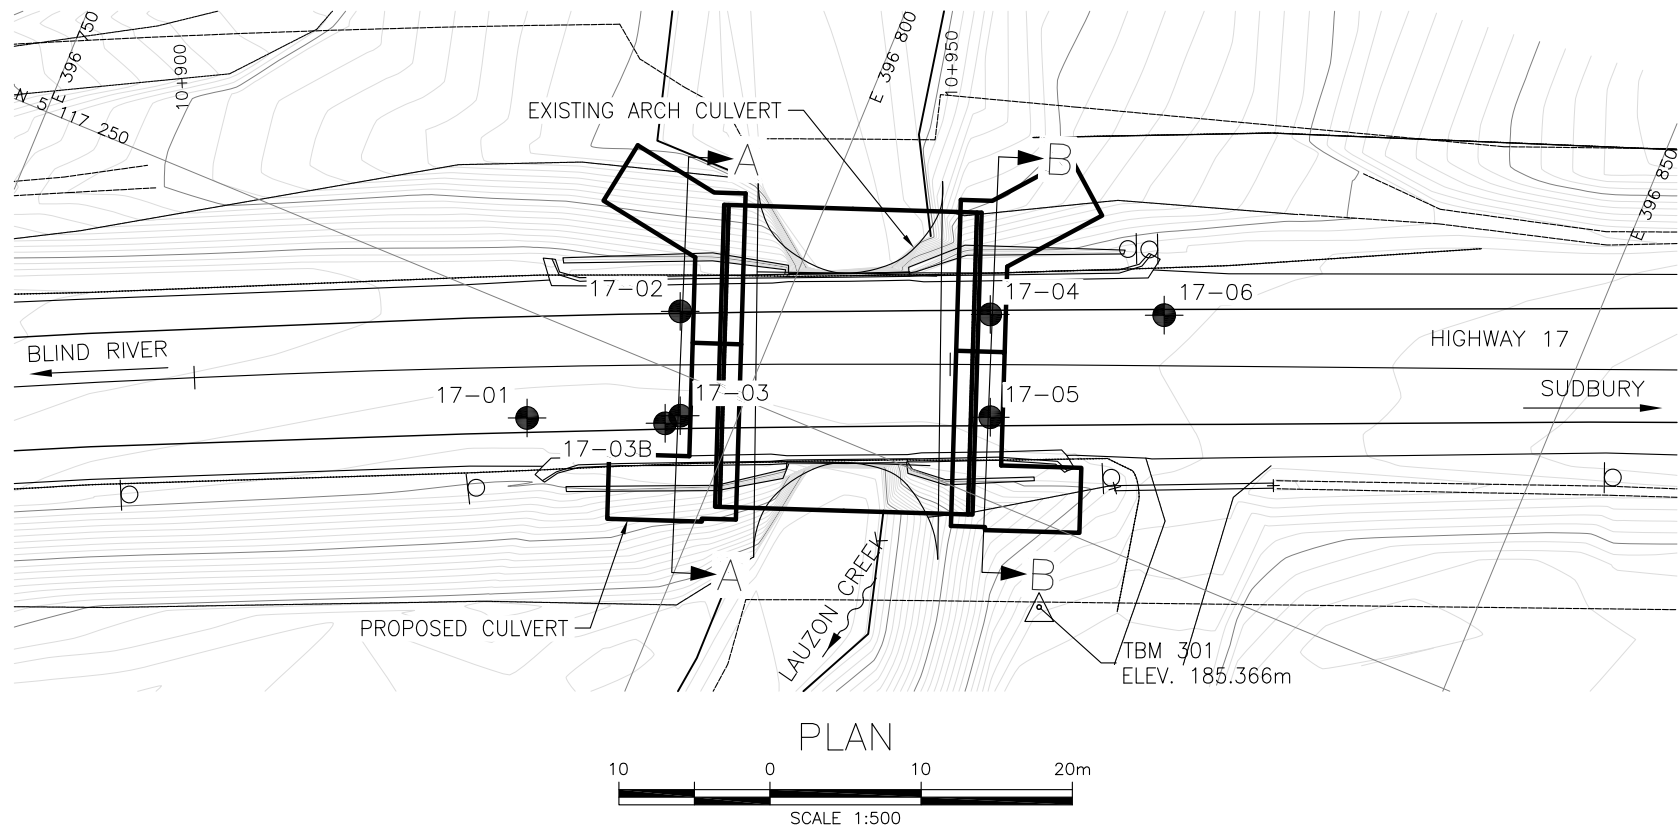 E 396 750
10+900
E 396 800
10+950
N 5 117 250
EXISTING ARCH CULVERT
A
B
E 396 850
17-02
17-04
17-06
BLIND RIVER
HIGHWAY 17
17-01
17-03
17-05
SUDBURY
17-03B
LAUZON CREEK
A
B
PROPOSED CULVERT
TBM 301
ELEV. 185.366m
PLAN
10 0 10 20m
SCALE 1:500